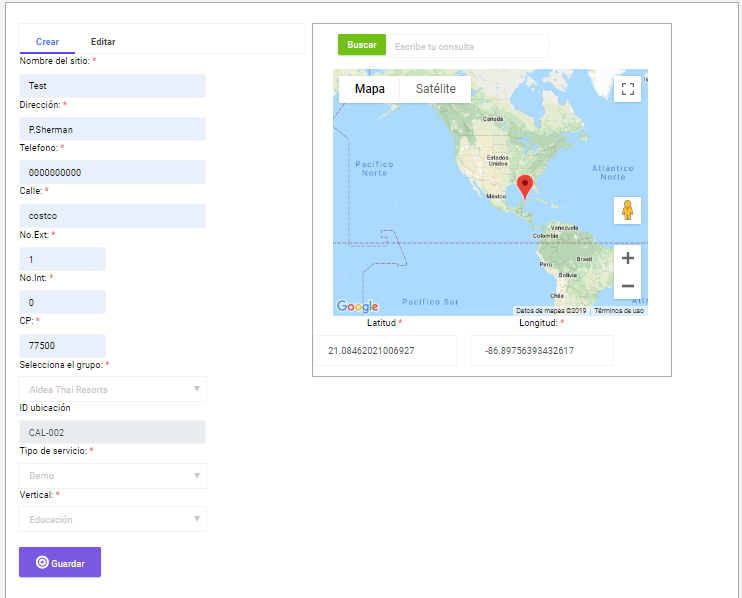 Crear Editar
Nombre del sitio: *
Test
Dirección: *
P.Sherman
Telefono: *
0000000000
Calle: *
costco
No.Ext: *
1
No.Int: *
0
CP: *
77500
Selecciona el grupo: *
Aldea Thai Resorts
ID ubicación
CAL-002
Tipo de servicio: *
Demo
Vertical: *
Educación
Guardar
Buscar Escribe tu consulta
Mapa Satélite
Canadá
Estados
Unidos
Pacífico
Norte
Atlántico
Norte
México
Venezuela
Colombia
Perú
Brasil
Bolivia
Chile
Pacífico Sur
Google
Datos de mapas ©2019 Términos de uso
Latitud * Longitud: *
21.08462021006927 -86.89756393432617